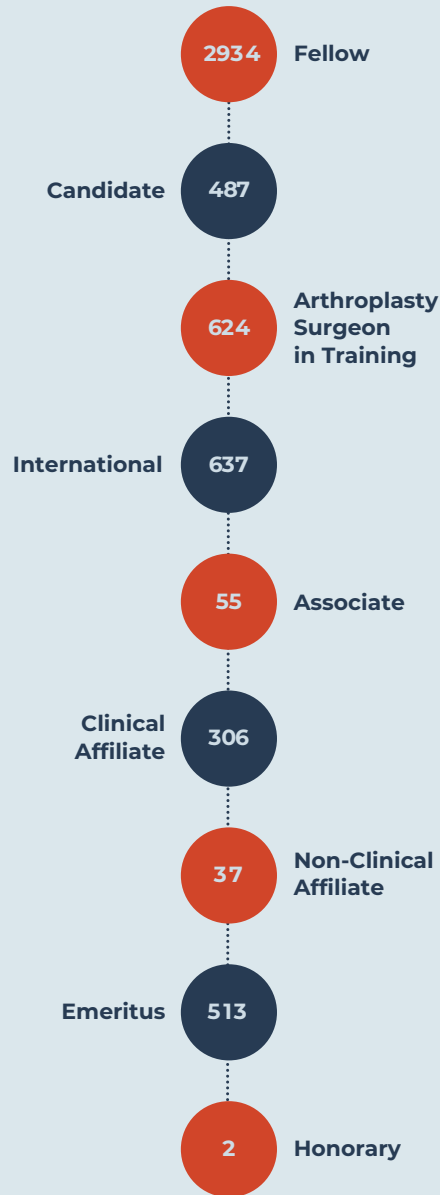 2934 Fellow
Candidate 487
624 Arthroplasty
Surgeon
in Training
International 637
55 Associate
Clinical
Affiliate 306
37 Non-Clinical
Affiliate
Emeritus 513
2 Honorary